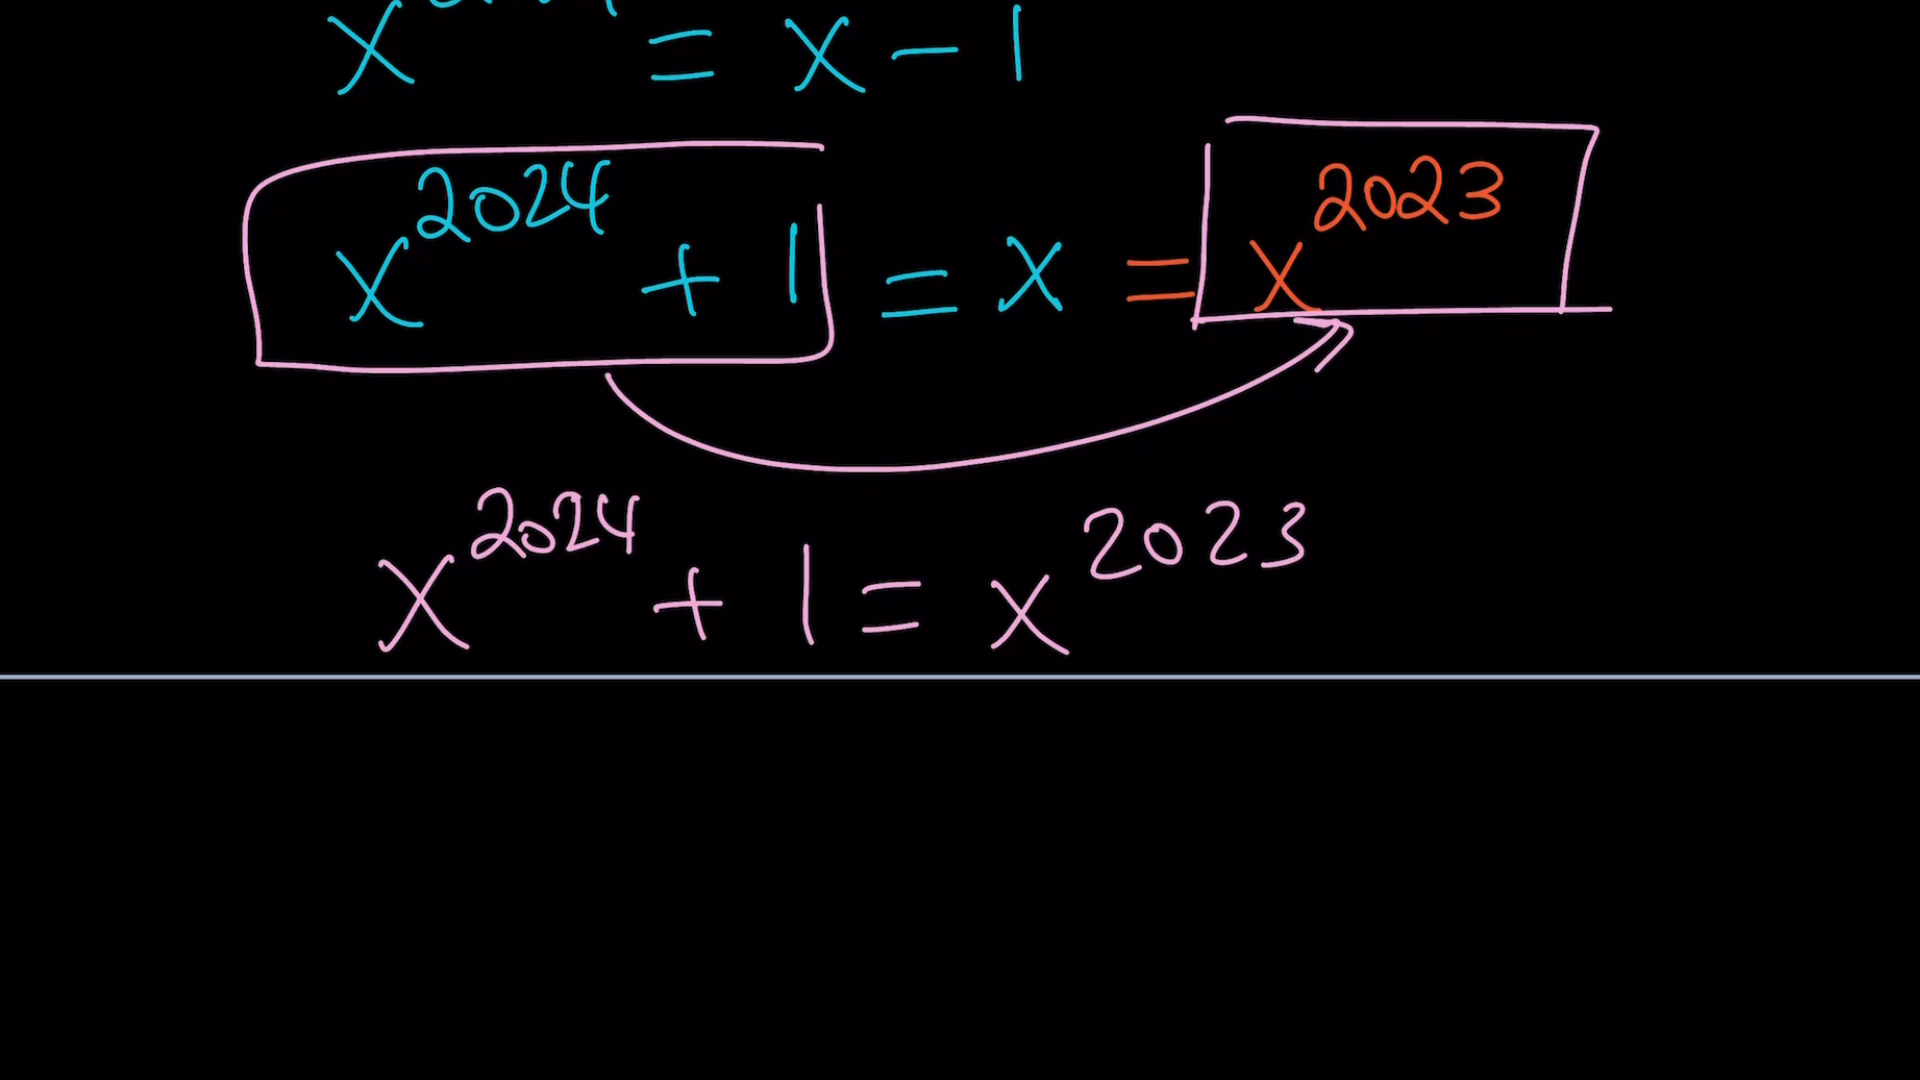 x = x - 1
x^2024 + 1 = x = x^2023
x^2024 + 1 = x^2023